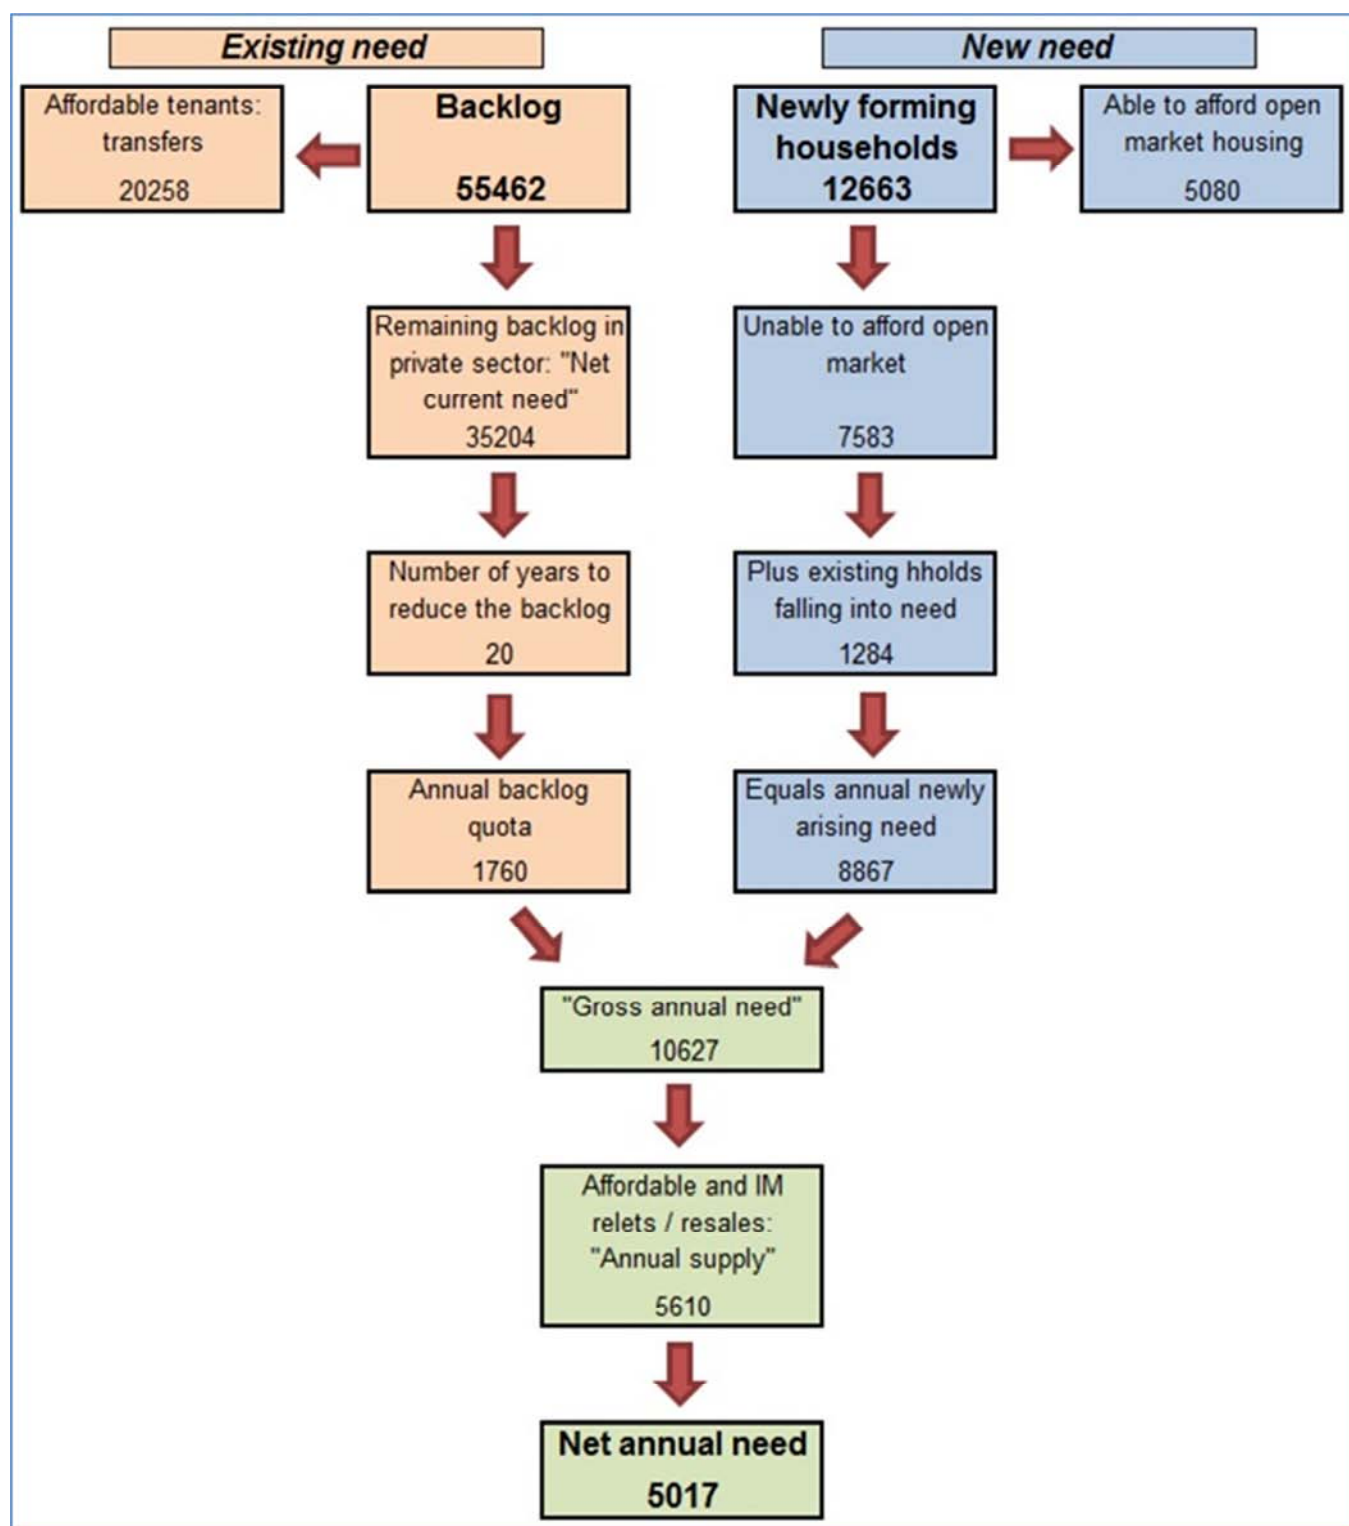 Existing need
New need
Affordable tenants:
transfers
20258
Backlog
55462
Newly forming
households
12663
Able to afford open
market housing
5080
Remaining backlog in
private sector: "Net
current need"
35204
Unable to afford open
market
7583
Number of years to
reduce the backlog
20
Plus existing hholds
falling into need
1284
Annual backlog
quota
1760
Equals annual newly
arising need
8867
"Gross annual need"
10627
Affordable and IM
relets / resales:
"Annual supply"
5610
Net annual need
5017